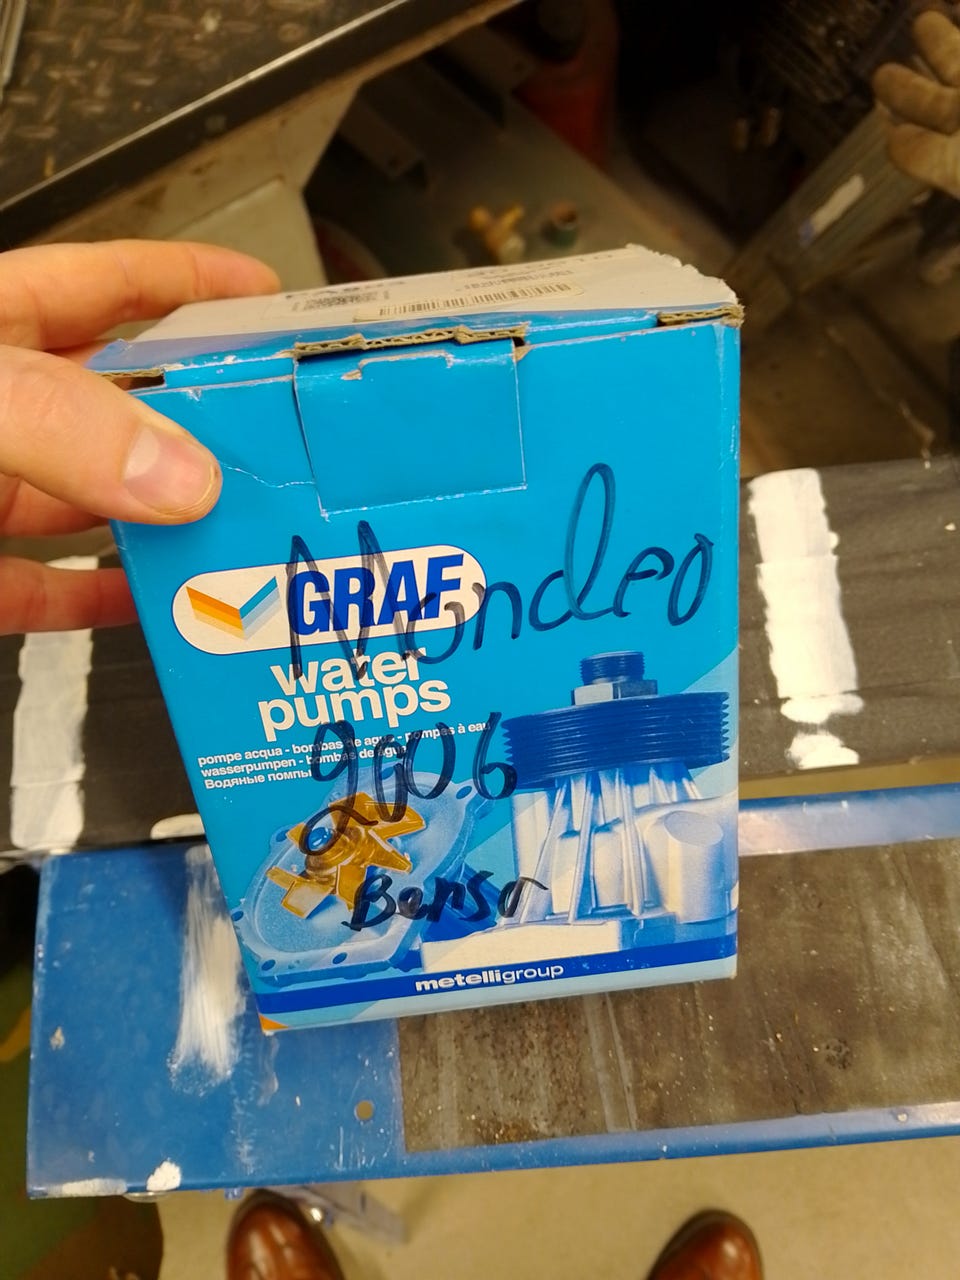 GRAF
Mondeo
water
pumps
2006
pompe acqua - bombas de agua - pompes à eau
wasserpumpen - bombas de água
Водяные помпы
Benso
metelligroup